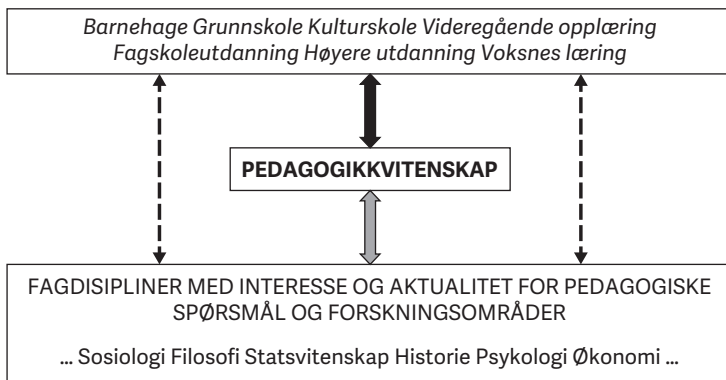 Barnehage Grunnskole Kulturskole Videregående opplæring
Fagskoleutdanning Høyere utdanning Voksnes læring
PEDAGOGIKKVITENSKAP
FAGDISIPLINER MED INTERESSE OG AKTUALITET FOR PEDAGOGISKE
SPØRSMÅL OG FORSKNINGSOMRÅDER
... Sosiologi Filosofi Statsvitenskap Historie Psykologi Økonomi ...